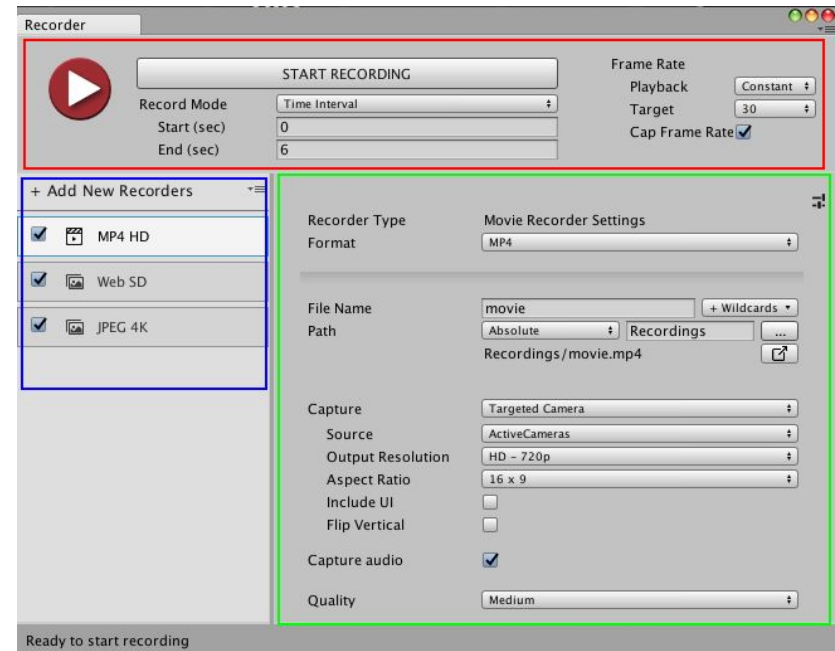 Recorder
START RECORDING
Record Mode Time Interval
Start (sec) 0
End (sec) 6
Frame Rate
Playback Constant
Target 30
Cap Frame Rate
+ Add New Recorders
MP4 HD
Web SD
JPEG 4K
Recorder Type Movie Recorder Settings
Format MP4
File Name movie + Wildcards
Path Absolute Recordings ...
Recordings/movie.mp4
Capture Targeted Camera
Source ActiveCameras
Output Resolution HD - 720p
Aspect Ratio 16 x 9
Include UI
Flip Vertical
Capture audio
Quality Medium
Ready to start recording